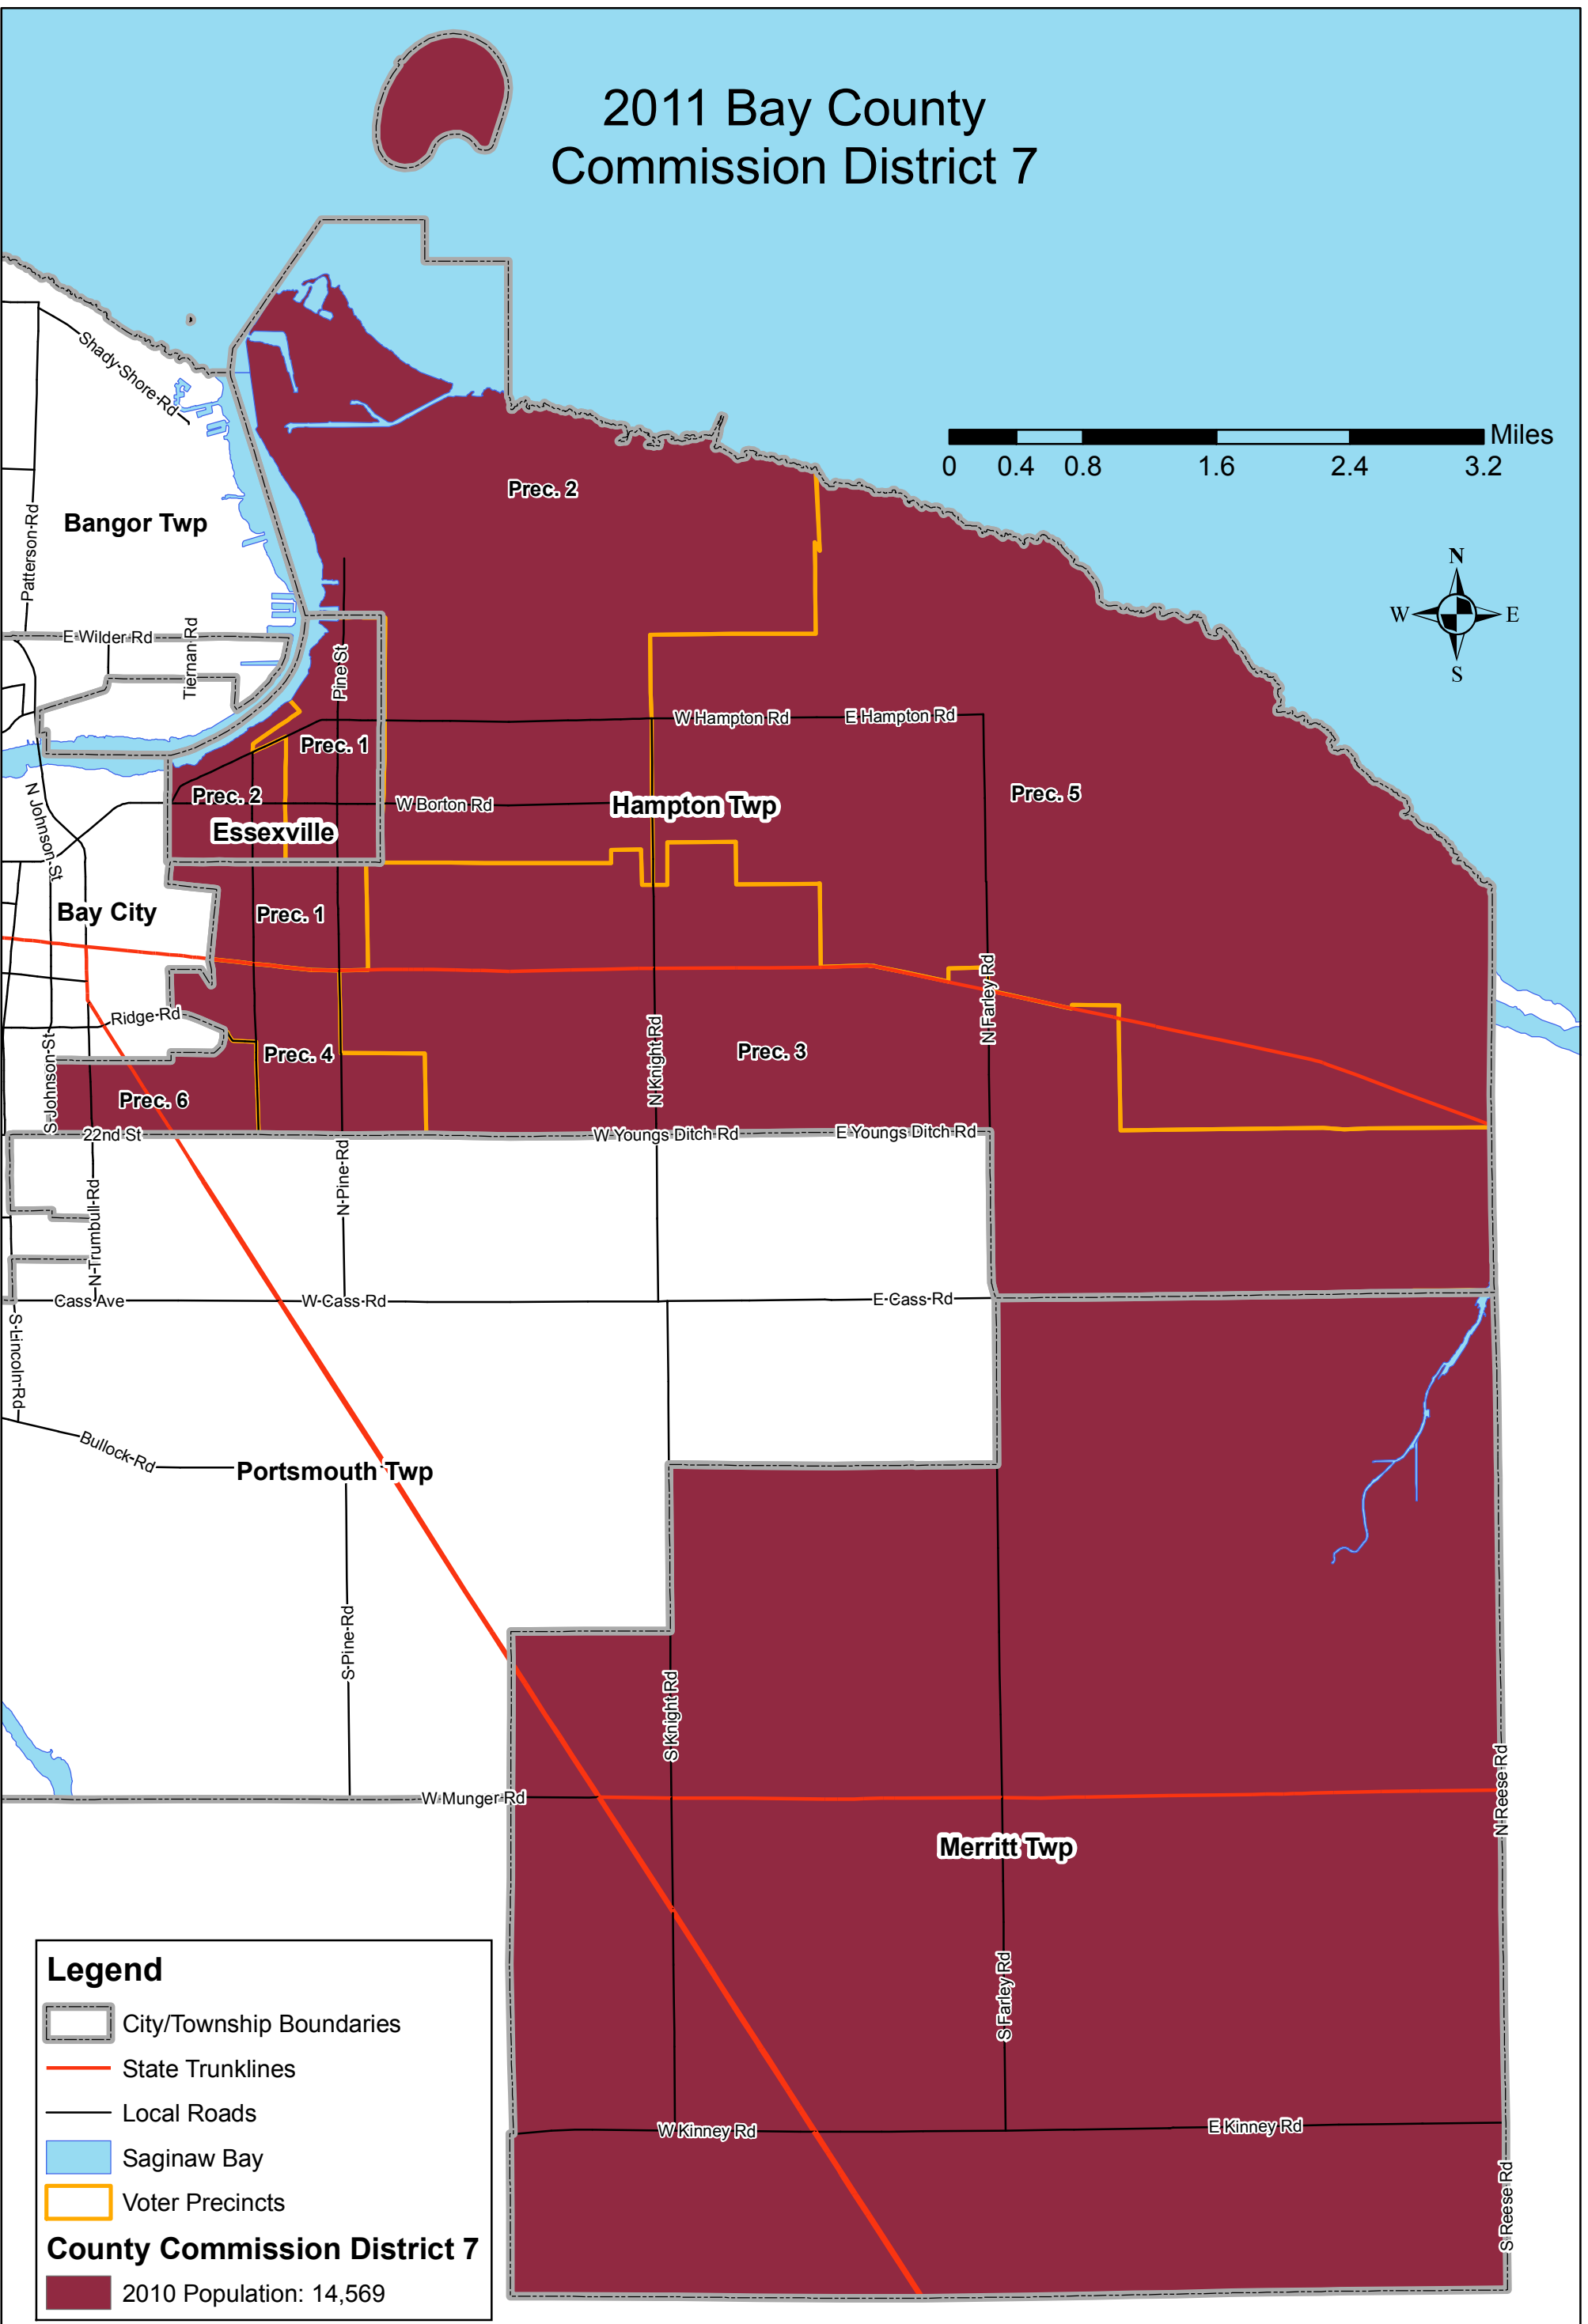 2011 Bay County
Commission District 7
Miles
0 0.4 0.8 1.6 2.4 3.2
N
W E
S
Shady Shore Rd
Prec. 2
Bangor Twp
Patterson Rd
E Wilder Rd
Tiernan Rd
Pine St
W Hampton Rd
E Hampton Rd
Prec. 1
Prec. 2
W Borton Rd
Hampton Twp
Prec. 5
Essexville
N Johnson St
Bay City
Prec. 1
N Farley Rd
Ridge Rd
Prec. 4
N Knight Rd
Prec. 3
S Johnson St
Prec. 6
22nd St
W Youngs Ditch Rd
E Youngs Ditch Rd
N Pine Rd
N Trumbull Rd
Cass Ave
W Cass Rd
E Cass Rd
S Lincoln Rd
Bullock Rd
Portsmouth Twp
S Pine Rd
S Knight Rd
W Munger Rd
N Reese Rd
Merritt Twp
S Farley Rd
W Kinney Rd
E Kinney Rd
S Reese Rd
Legend
City/Township Boundaries
State Trunklines
Local Roads
Saginaw Bay
Voter Precincts
County Commission District 7
2010 Population: 14,569